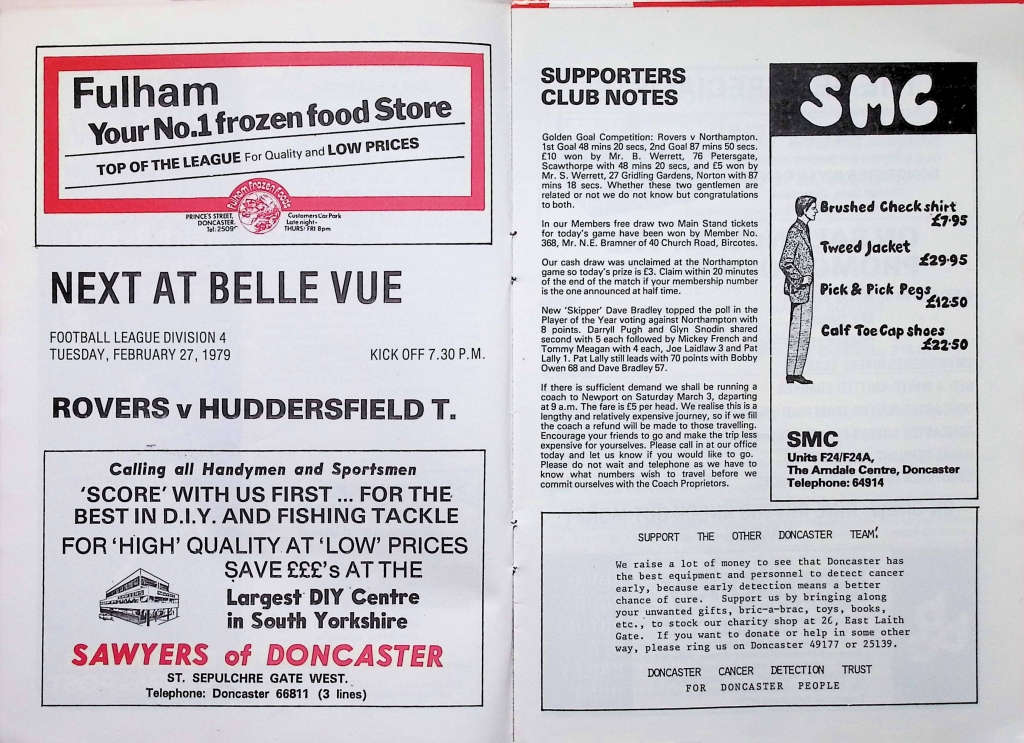 Fulham
Your No.1 frozen food Store
TOP OF THE LEAGUE For Quality and LOW PRICES
Fulham Frozen Foods
PRINCE'S STREET,
DONCASTER.
Tel: 2509
Customers Car Park
Late night-
THURS/FRI 8pm
NEXT AT BELLE VUE
FOOTBALL LEAGUE DIVISION 4
TUESDAY, FEBRUARY 27, 1979
KICK OFF 7.30 P.M.
ROVERS v HUDDERSFIELD T.
Calling all Handymen and Sportsmen
'SCORE' WITH US FIRST ... FOR THE
BEST IN D.I.Y. AND FISHING TACKLE
FOR 'HIGH' QUALITY AT 'LOW' PRICES
SAVE £££'s AT THE
Largest DIY Centre
in South Yorkshire
SAWYERS of DONCASTER
ST. SEPULCHRE GATE WEST.
Telephone: Doncaster 66811 (3 lines)
SUPPORTERS
CLUB NOTES
Golden Goal Competition: Rovers v Northampton.
1st Goal 48 mins 20 secs, 2nd Goal 87 mins 50 secs.
£10 won by Mr. B. Werrett, 76 Petersgate,
Scawthorpe with 48 mins 20 secs, and £5 won by
Mr. S. Werrett, 27 Gridling Gardens, Norton with 87
mins 18 secs. Whether these two gentlemen are
related or not we do not know but congratulations
to both.
In our Members free draw two Main Stand tickets
for today's game have been won by Member No.
368, Mr. N.E. Bramner of 40 Church Road, Bircotes.
Our cash draw was unclaimed at the Northampton
game so today's prize is £3. Claim within 20 minutes
of the end of the match if your membership number
is the one announced at half time.
New 'Skipper' Dave Bradley topped the poll in the
Player of the Year voting against Northampton with
8 points. Darryll Pugh and Glyn Snodin shared
second with 5 each followed by Mickey French and
Tommy Meagan with 4 each, Joe Laidlaw 3 and Pat
Lally 1. Pat Lally still leads with 70 points with Bobby
Owen 68 and Dave Bradley 57.
If there is sufficient demand we shall be running a
coach to Newport on Saturday March 3, departing
at 9 a.m. The fare is £5 per head. We realise this is a
lengthy and relatively expensive journey, so if we fill
the coach a refund will be made to those travelling.
Encourage your friends to go and make the trip less
expensive for yourselves. Please call in at our office
today and let us know if you would like to go.
Please do not wait and telephone as we have to
know what numbers wish to travel before we
commit ourselves with the Coach Proprietors.
SMC
Brushed Check shirt
£7·95
Tweed Jacket
£29·95
Pick & Pick Pegs
£12·50
Calf Toe Cap shoes
£22·50
SMC
Units F24/F24A,
The Arndale Centre, Doncaster
Telephone: 64914
SUPPORT THE OTHER DONCASTER TEAM!
We raise a lot of money to see that Doncaster has
the best equipment and personnel to detect cancer
early, because early detection means a better
chance of cure. Support us by bringing along
your unwanted gifts, bric-a-brac, toys, books,
etc., to stock our charity shop at 26, East Laith
Gate. If you want to donate or help in some other
way, please ring us on Doncaster 49177 or 25139.
DONCASTER CANCER DETECTION TRUST
FOR DONCASTER PEOPLE